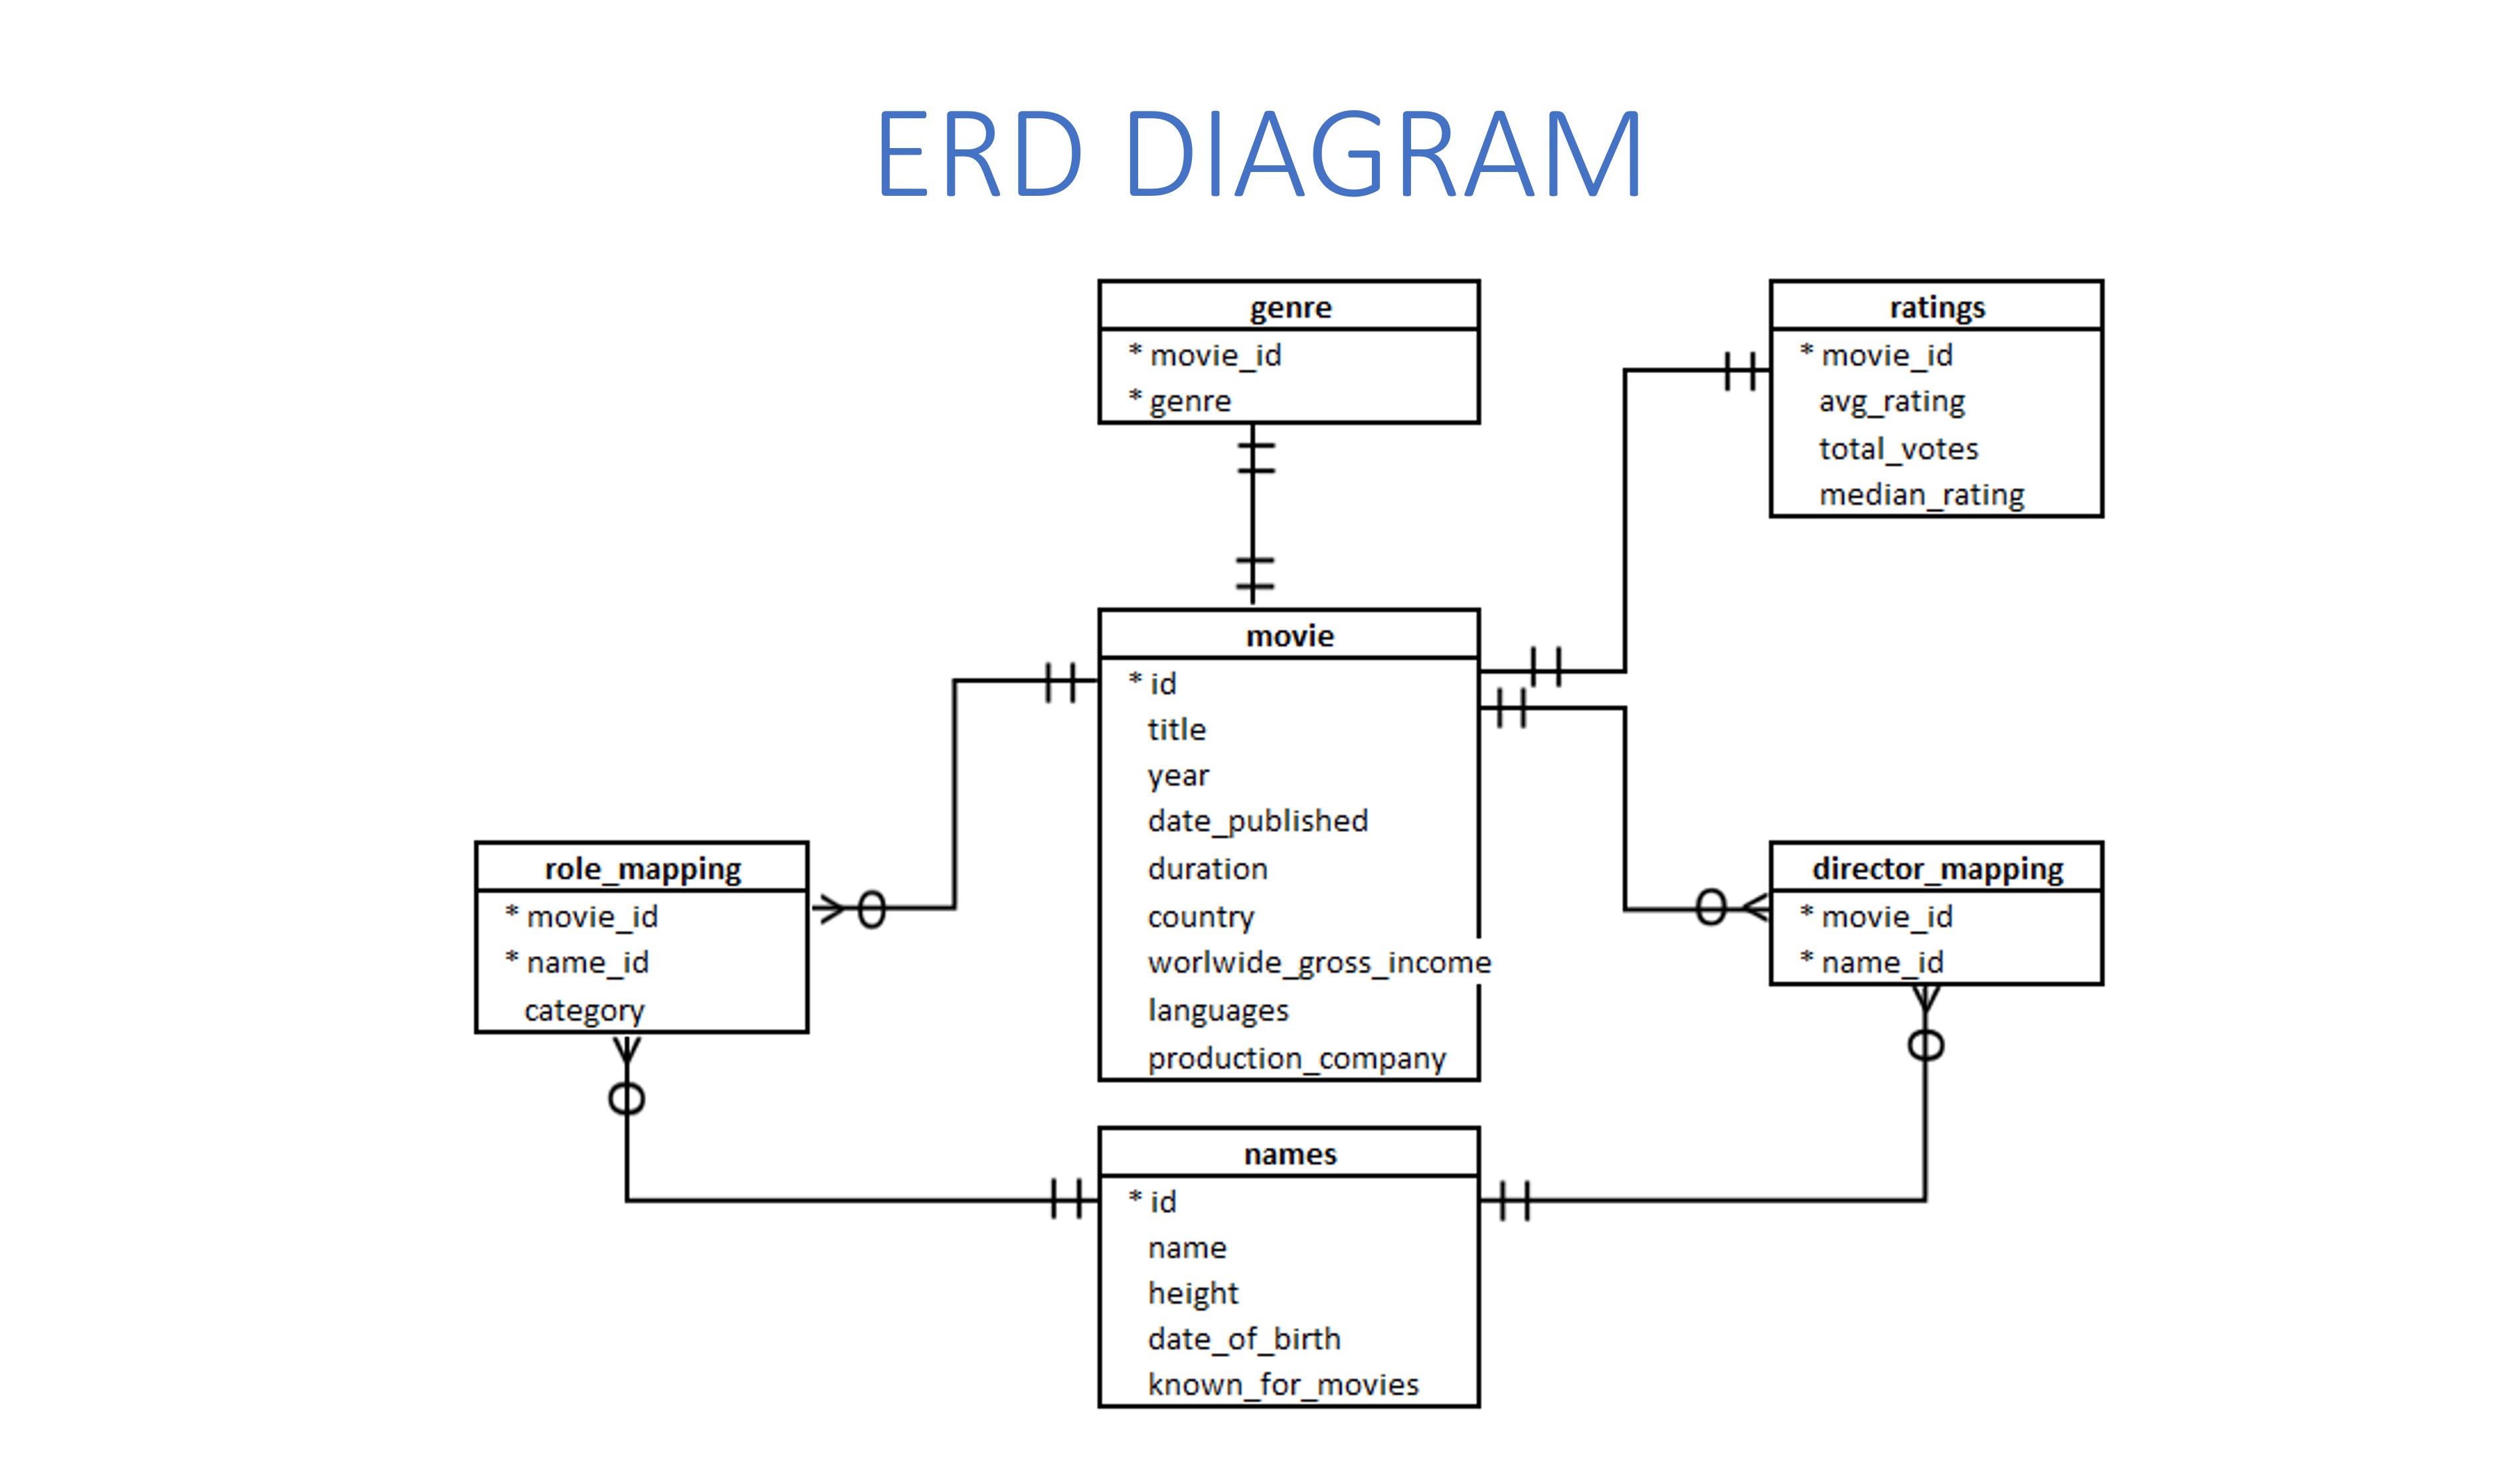 ERD DIAGRAM
genre
* movie_id
* genre
ratings
* movie_id
avg_rating
total_votes
median_rating
movie
* id
title
year
date_published
duration
country
worlwide_gross_income
languages
production_company
role_mapping
* movie_id
* name_id
category
director_mapping
* movie_id
* name_id
names
* id
name
height
date_of_birth
known_for_movies